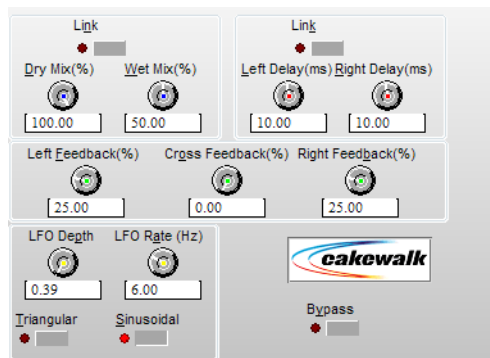 Link
Link
Dry Mix(%) Wet Mix(%)
Left Delay(ms) Right Delay(ms)
100.00 50.00
10.00 10.00
Left Feedback(%) Cross Feedback(%) Right Feedback(%)
25.00 0.00 25.00
LFO Depth LFO Rate (Hz)
cakewalk
0.39 6.00
Bypass
Triangular Sinusoidal